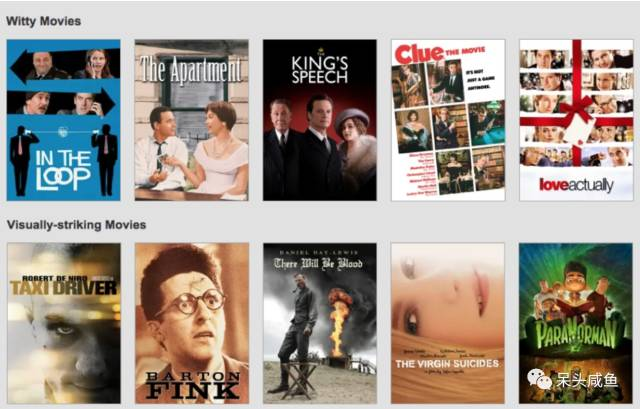 Witty Movies
IN THE
LOOP
The Apartment
THE
KING'S
SPEECH
Clue THE MOVIE
IT'S NOT
JUST A GAME
ANYMORE.
loveactually
Visually-striking Movies
ROBERT DE NIRO
TAXI DRIVER
BARTON
FINK
DANIEL DAY-LEWIS
There Will Be Blood
THE VIRGIN SUICIDES
PARANORMAN
呆头咸鱼